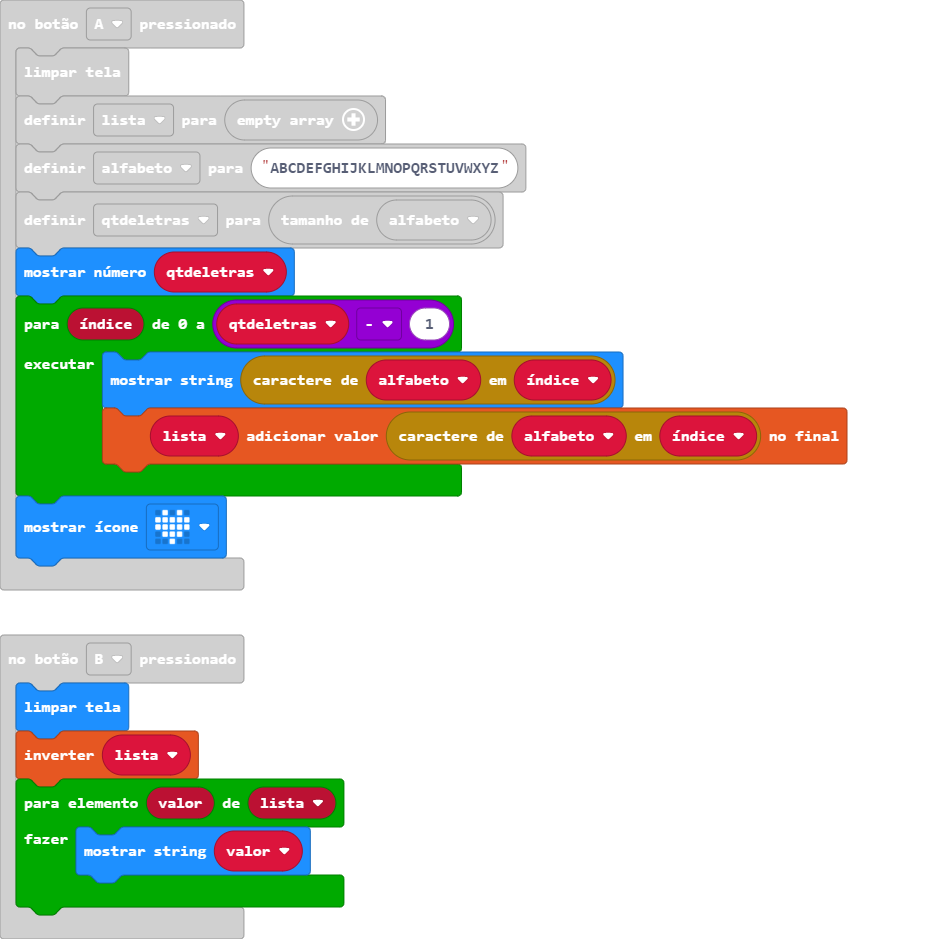 no botão A pressionado
limpar tela
definir lista para empty array
definir alfabeto para "ABCDEFGHIJKLMNOPQRSTUVWXYZ"
definir qtdeletras para tamanho de alfabeto
mostrar número qtdeletras
para índice de 0 a qtdeletras - 1
executar
mostrar string caractere de alfabeto em índice
lista adicionar valor caractere de alfabeto em índice no final
mostrar ícone
no botão B pressionado
limpar tela
inverter lista
para elemento valor de lista
fazer
mostrar string valor